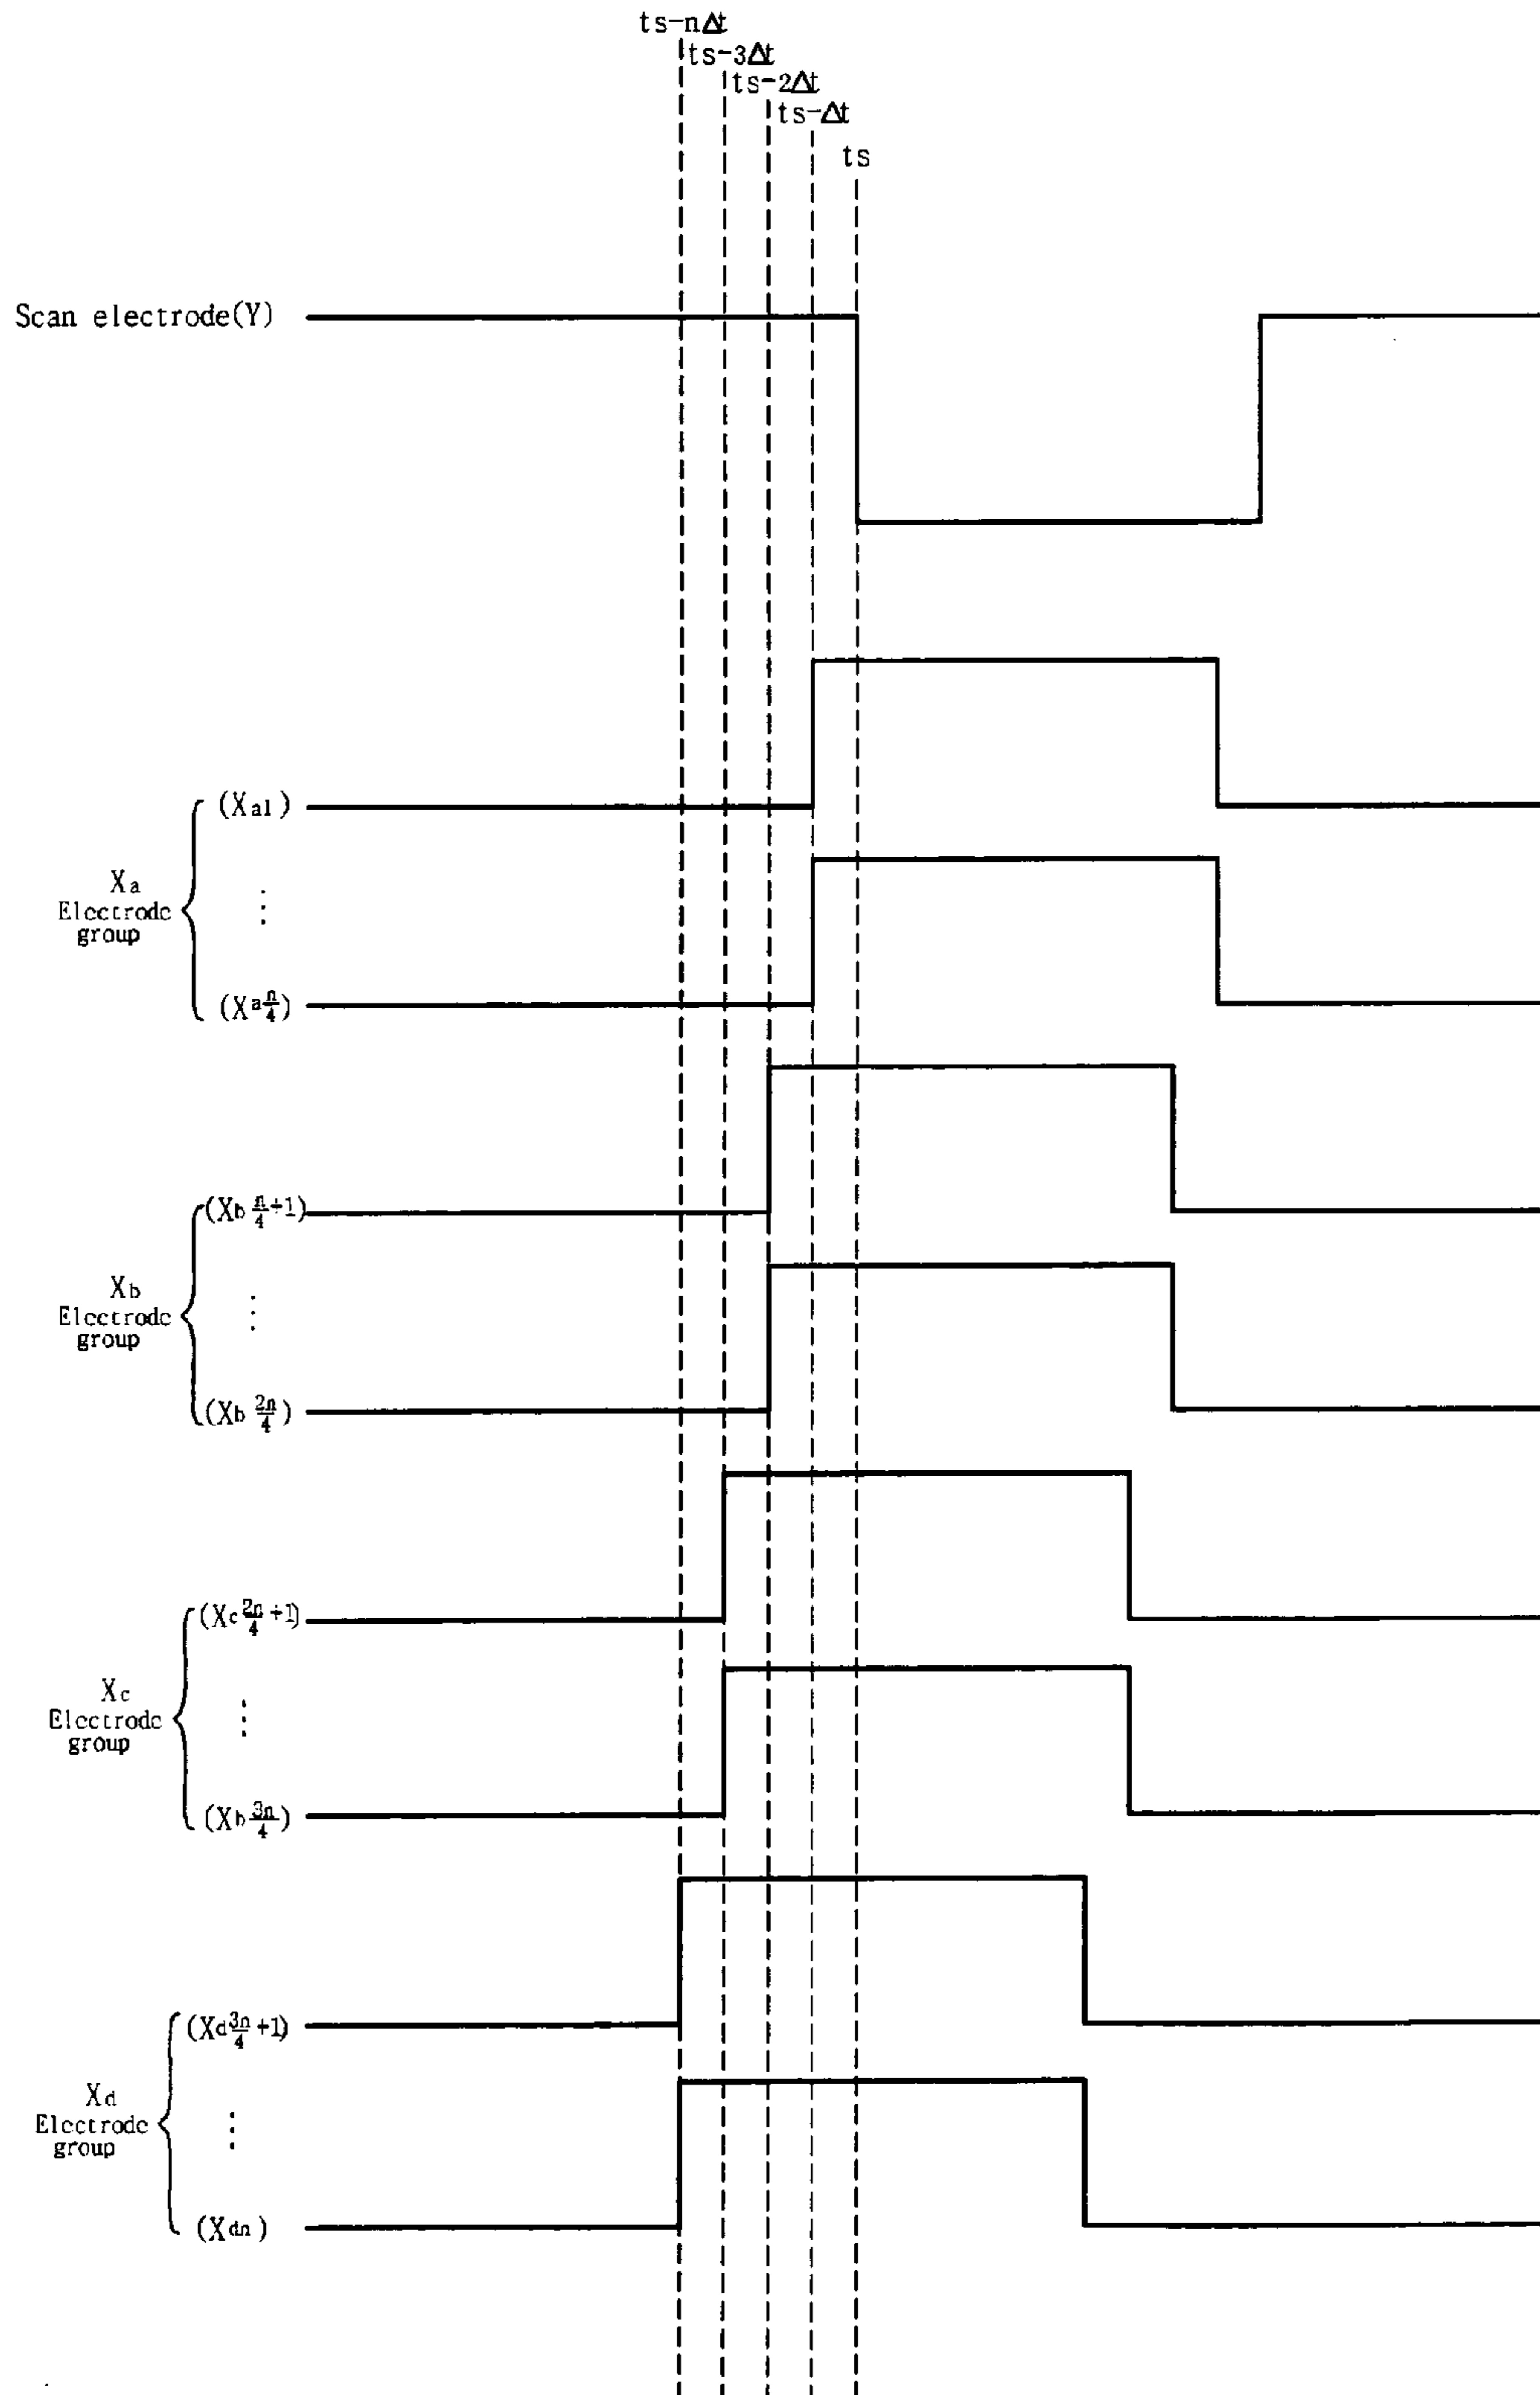 ts-nΔt
ts-3Δt
ts-2Δt
ts-Δt
ts
Scan electrode(Y)
(Xa1)
Xa
Electrode
group
(Xa n/4)
(Xb n/4+1)
Xb
Electrode
group
(Xb 2n/4)
(Xc 2n/4+1)
Xc
Electrode
group
(Xb 3n/4)
(Xd 3n/4+1)
Xd
Electrode
group
(Xdn)